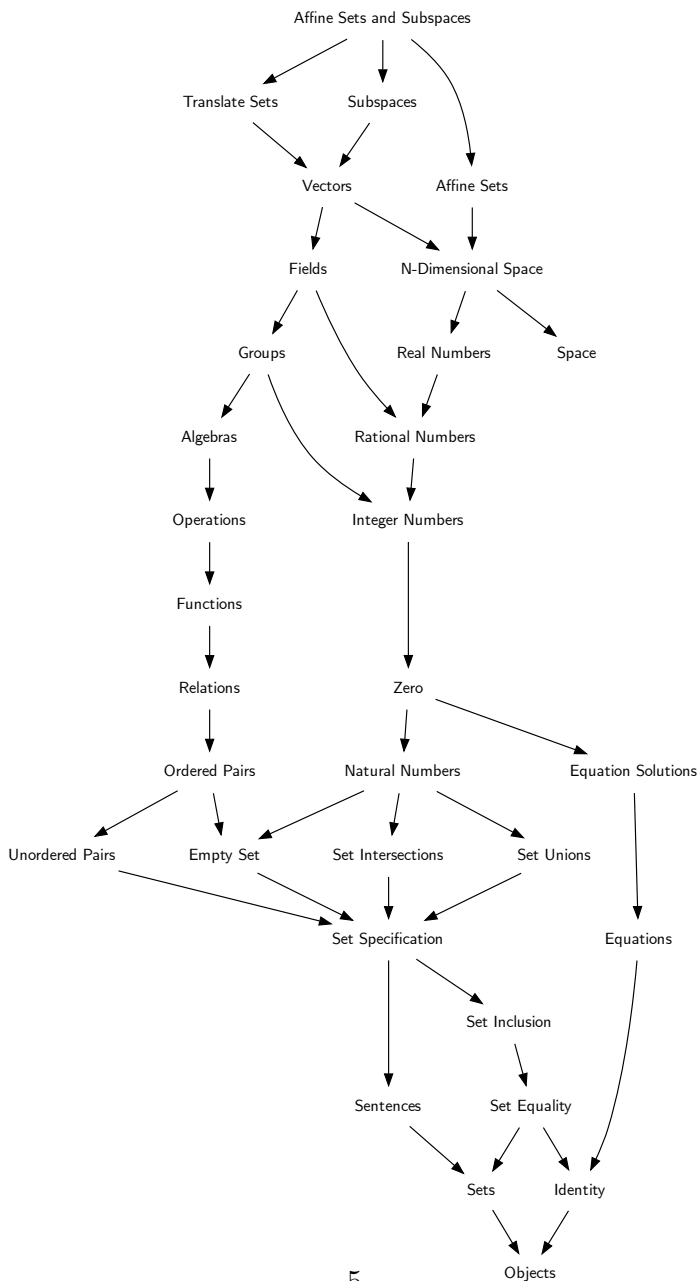 Affine Sets and Subspaces
Translate Sets
Subspaces
Vectors
Affine Sets
Fields
N-Dimensional Space
Groups
Real Numbers
Space
Algebras
Rational Numbers
Operations
Integer Numbers
Functions
Relations
Zero
Ordered Pairs
Natural Numbers
Equation Solutions
Unordered Pairs
Empty Set
Set Intersections
Set Unions
Set Specification
Equations
Set Inclusion
Sentences
Set Equality
Sets
Identity
Objects
5